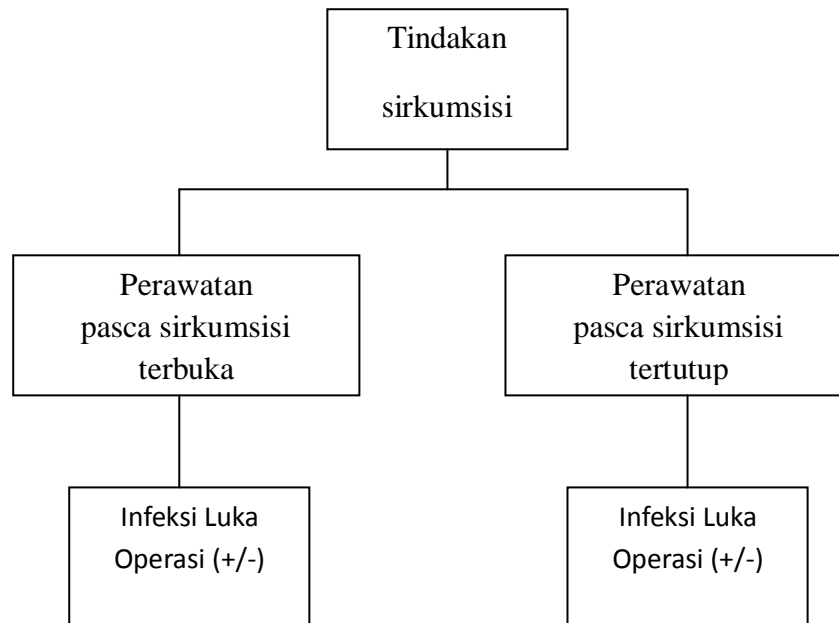 Tindakan
sirkumsisi
Perawatan
pasca sirkumsisi
terbuka
Perawatan
pasca sirkumsisi
tertutup
Infeksi Luka
Operasi (+/-)
Infeksi Luka
Operasi (+/-)